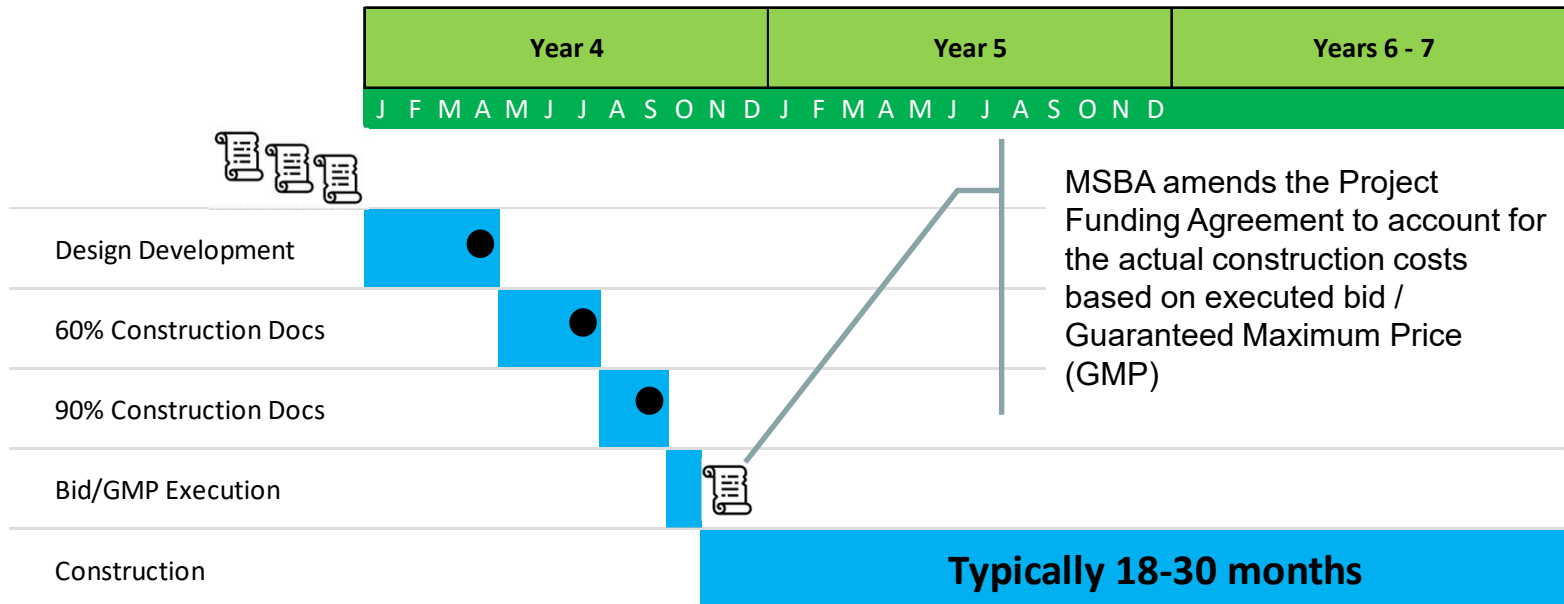 Year 4 Year 5 Years 6 - 7
J F M A M J J A S O N D J F M A M J J A S O N D
MSBA amends the Project
Funding Agreement to account for
the actual construction costs
based on executed bid /
Guaranteed Maximum Price
(GMP)
Design Development
60% Construction Docs
90% Construction Docs
Bid/GMP Execution
Construction Typically 18-30 months